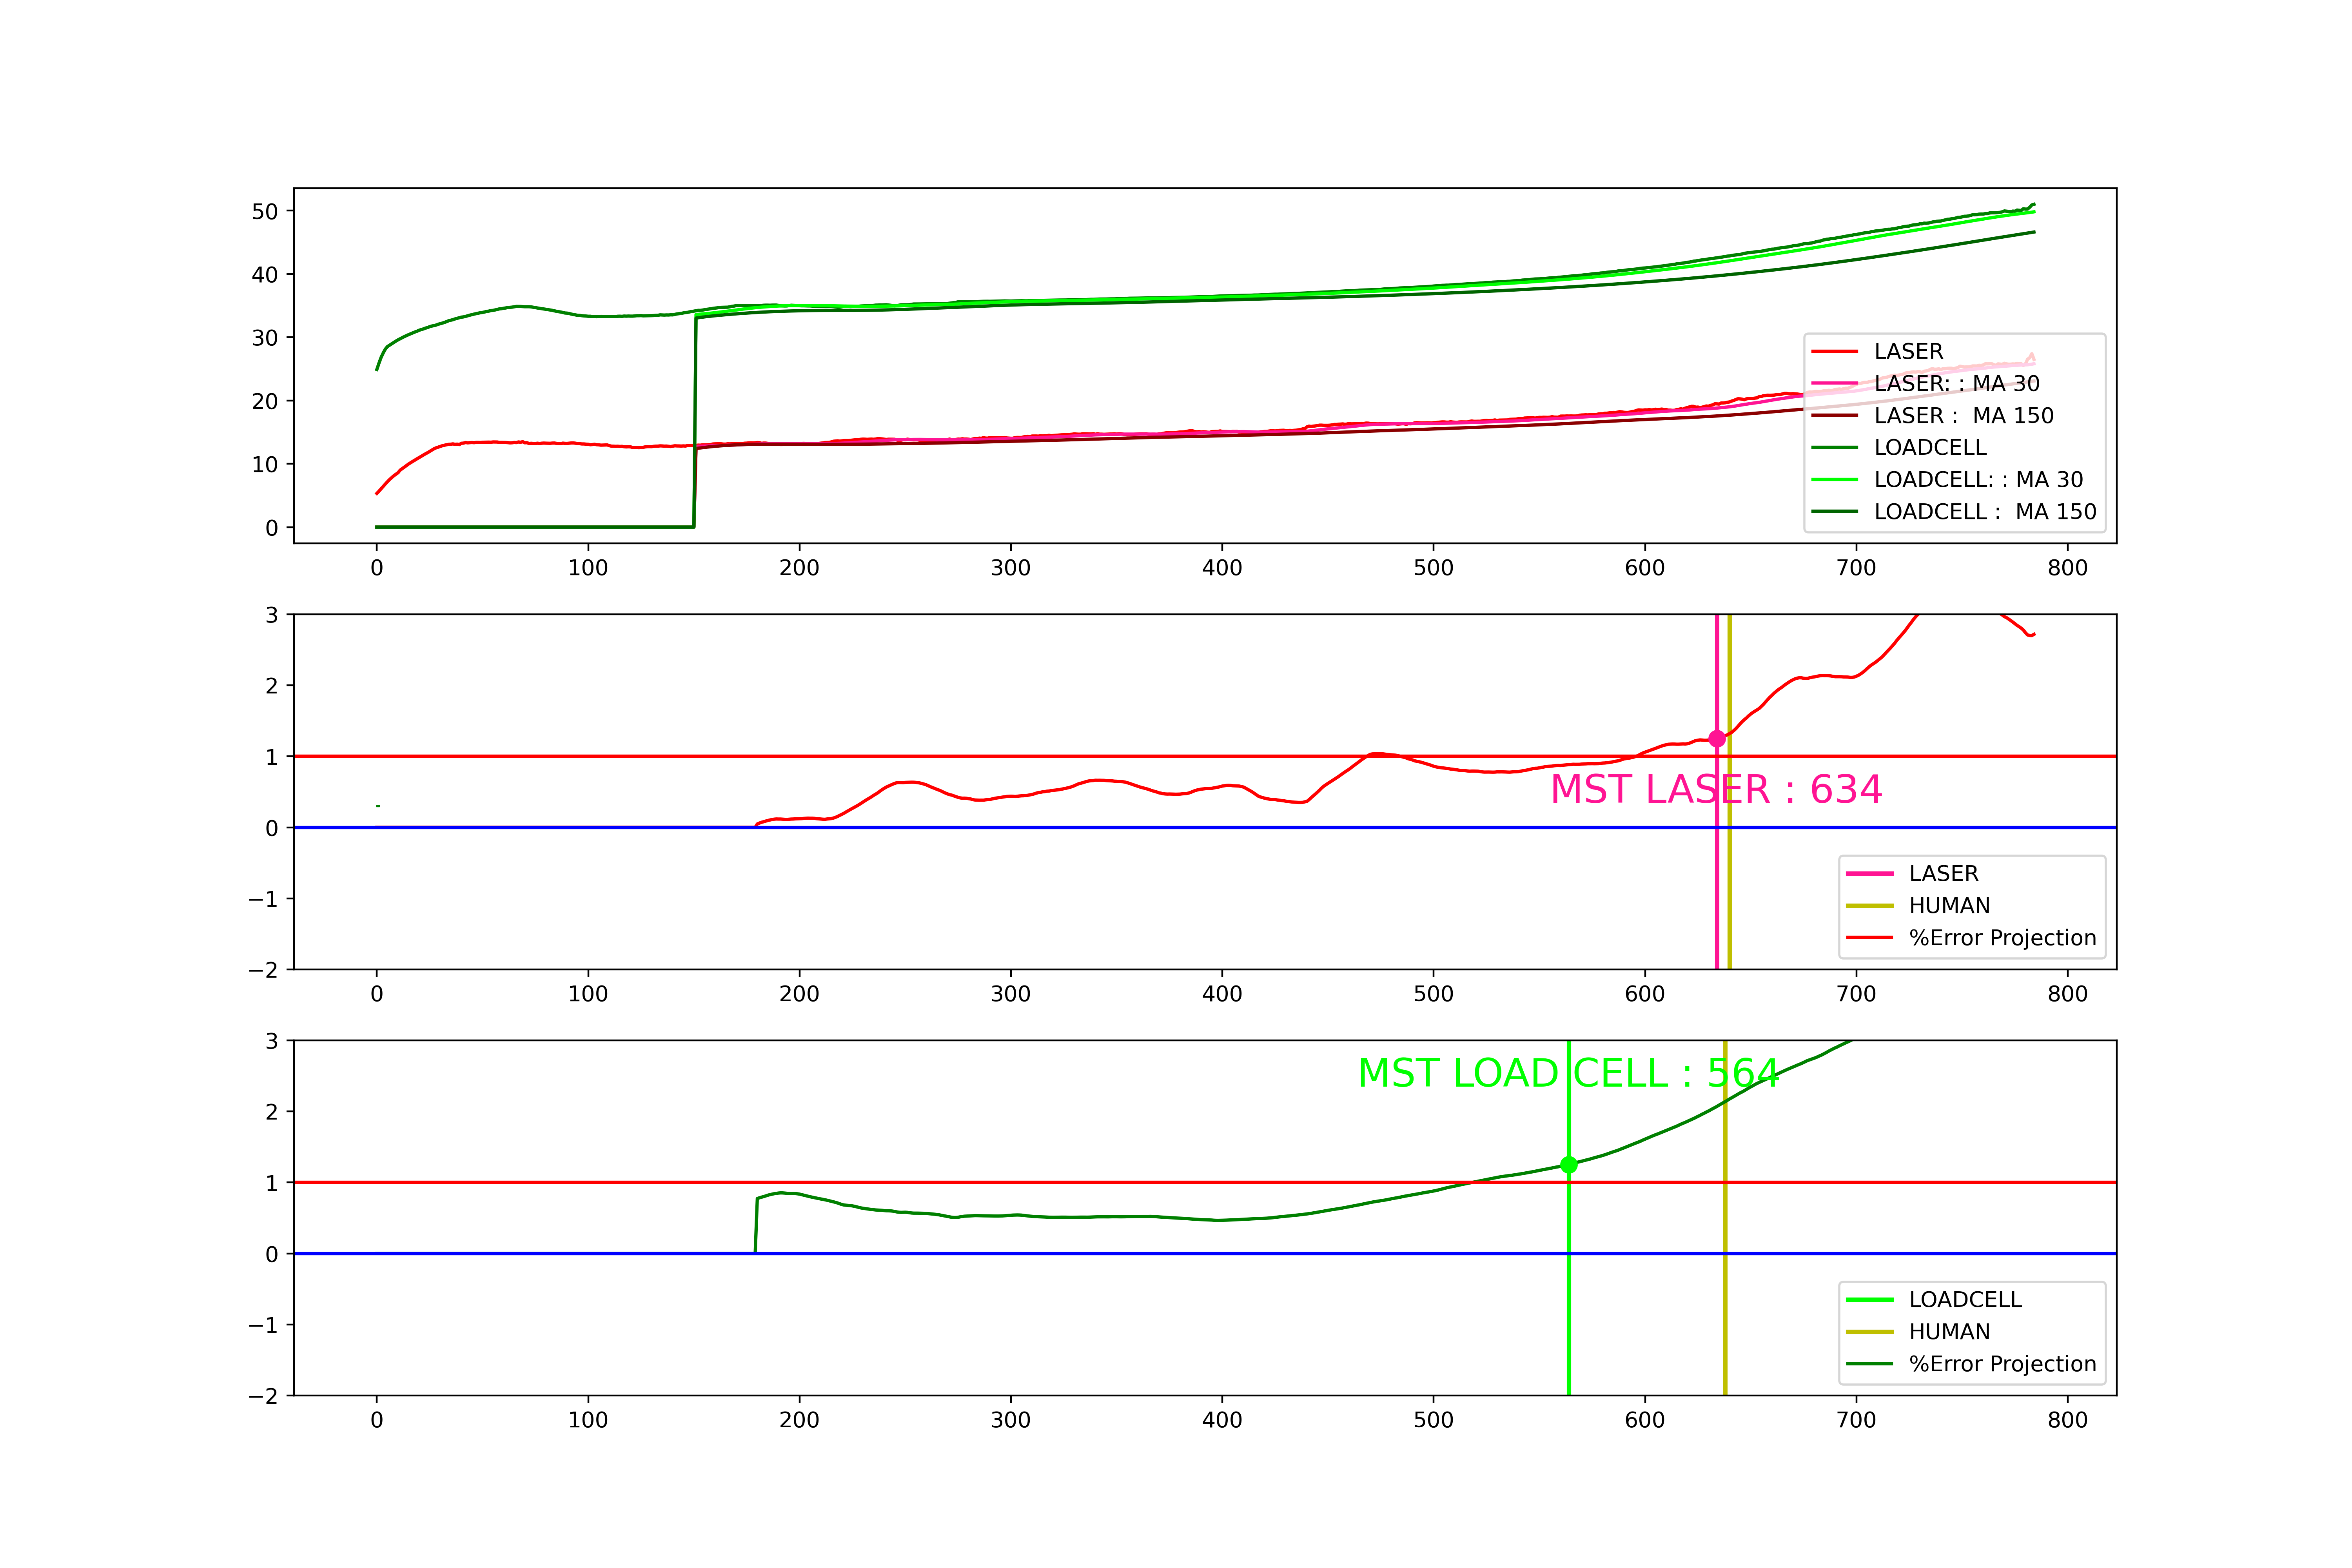 50
40
30
20
10
0
LASER
LASER: : MA 30
LASER :  MA 150
LOADCELL
LOADCELL: : MA 30
LOADCELL :  MA 150
0 100 200 300 400 500 600 700 800
3
2
1
0
−1
−2
MST LASER : 634
LASER
HUMAN
%Error Projection
0 100 200 300 400 500 600 700 800
3
2
1
0
−1
−2
MST LOAD CELL : 564
LOADCELL
HUMAN
%Error Projection
0 100 200 300 400 500 600 700 800